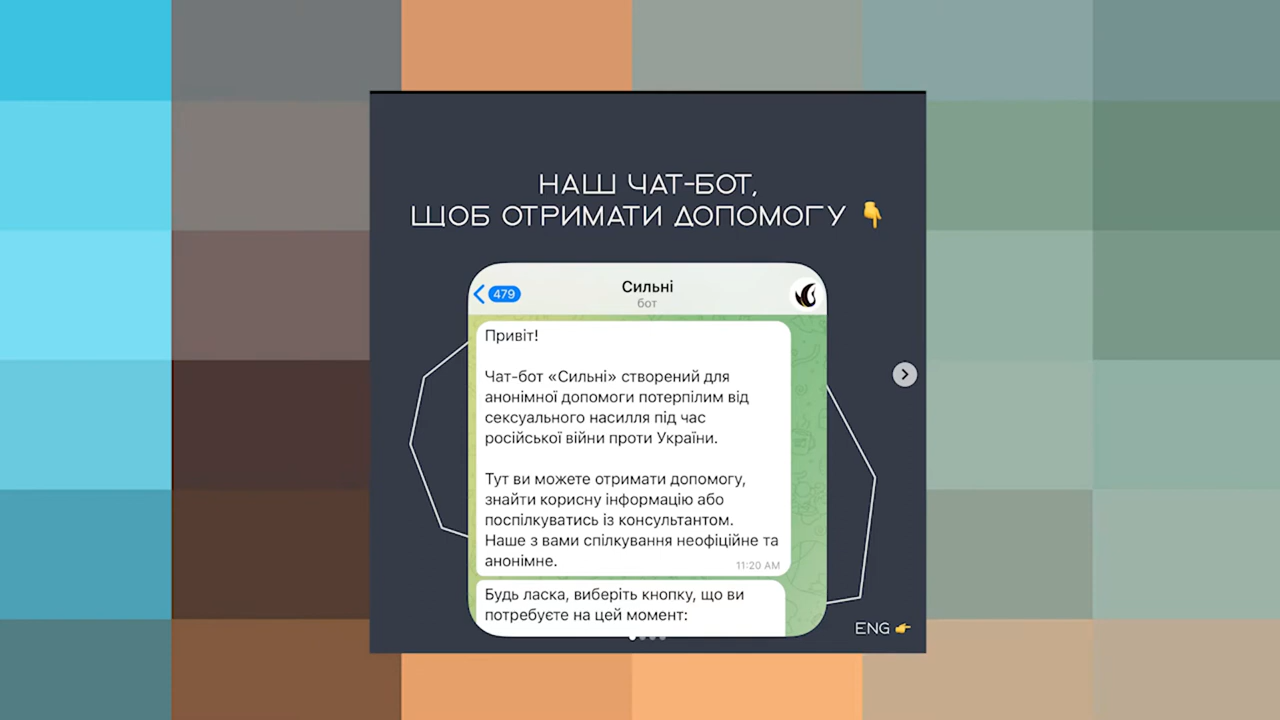 НАШ ЧАТ-БОТ,
ЩОБ ОТРИМАТИ ДОПОМОГУ 👇
479
Сильні
бот
Привіт!
Чат-бот «Сильні» створений для
анонімної допомоги потерпілим від
сексуального насилля під час
російської війни проти України.
Тут ви можете отримати допомогу,
знайти корисну інформацію або
поспілкуватись із консультантом.
Наше з вами спілкування неофіційне та
анонімне.
11:20 AM
Будь ласка, виберіть кнопку, що ви
потребуєте на цей момент:
ENG 👉